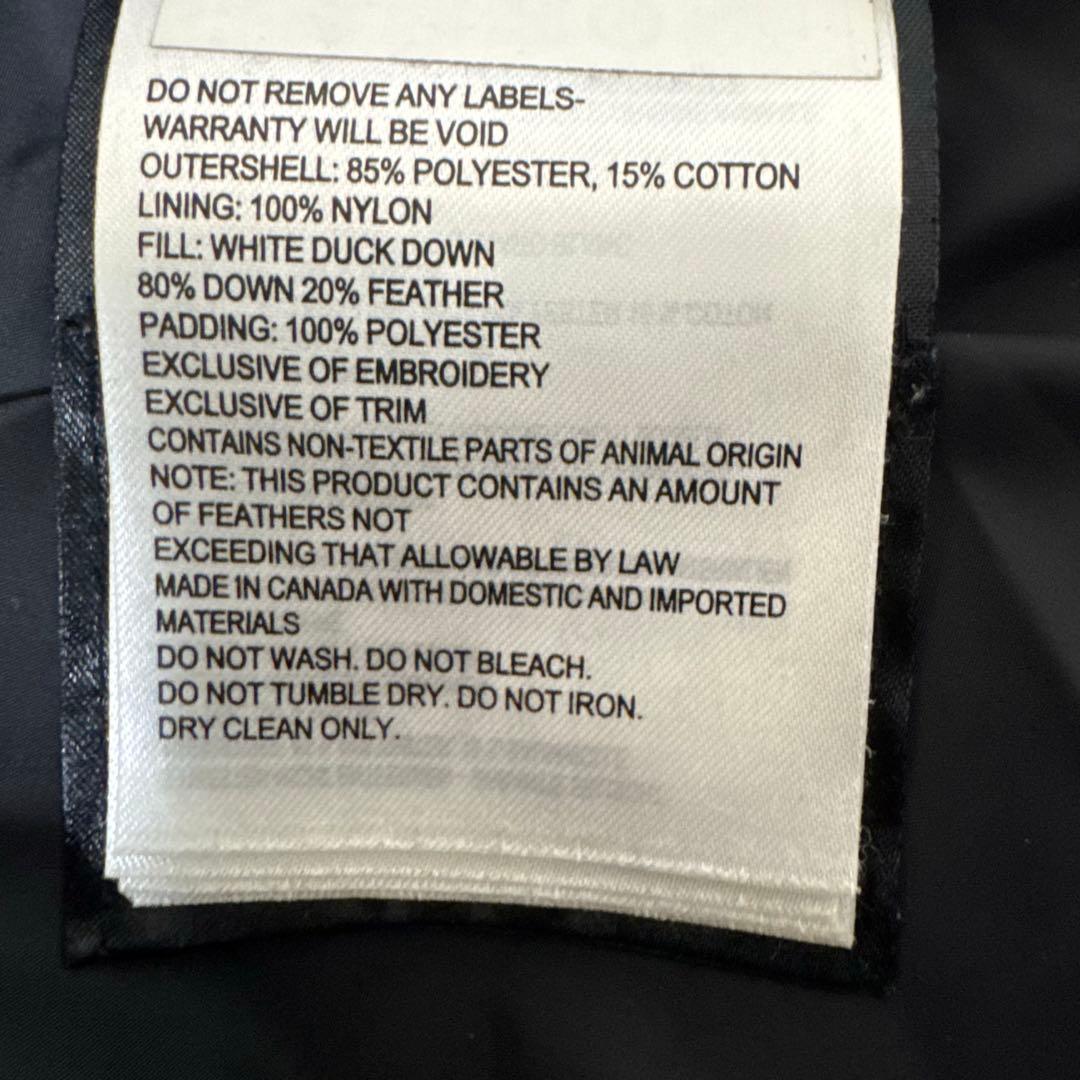 DO NOT REMOVE ANY LABELS-
WARRANTY WILL BE VOID
OUTERSHELL: 85% POLYESTER, 15% COTTON
LINING: 100% NYLON
FILL: WHITE DUCK DOWN
80% DOWN 20% FEATHER
PADDING: 100% POLYESTER
EXCLUSIVE OF EMBROIDERY
EXCLUSIVE OF TRIM
CONTAINS NON-TEXTILE PARTS OF ANIMAL ORIGIN
NOTE: THIS PRODUCT CONTAINS AN AMOUNT
OF FEATHERS NOT
EXCEEDING THAT ALLOWABLE BY LAW
MADE IN CANADA WITH DOMESTIC AND IMPORTED
MATERIALS
DO NOT WASH. DO NOT BLEACH.
DO NOT TUMBLE DRY. DO NOT IRON.
DRY CLEAN ONLY.